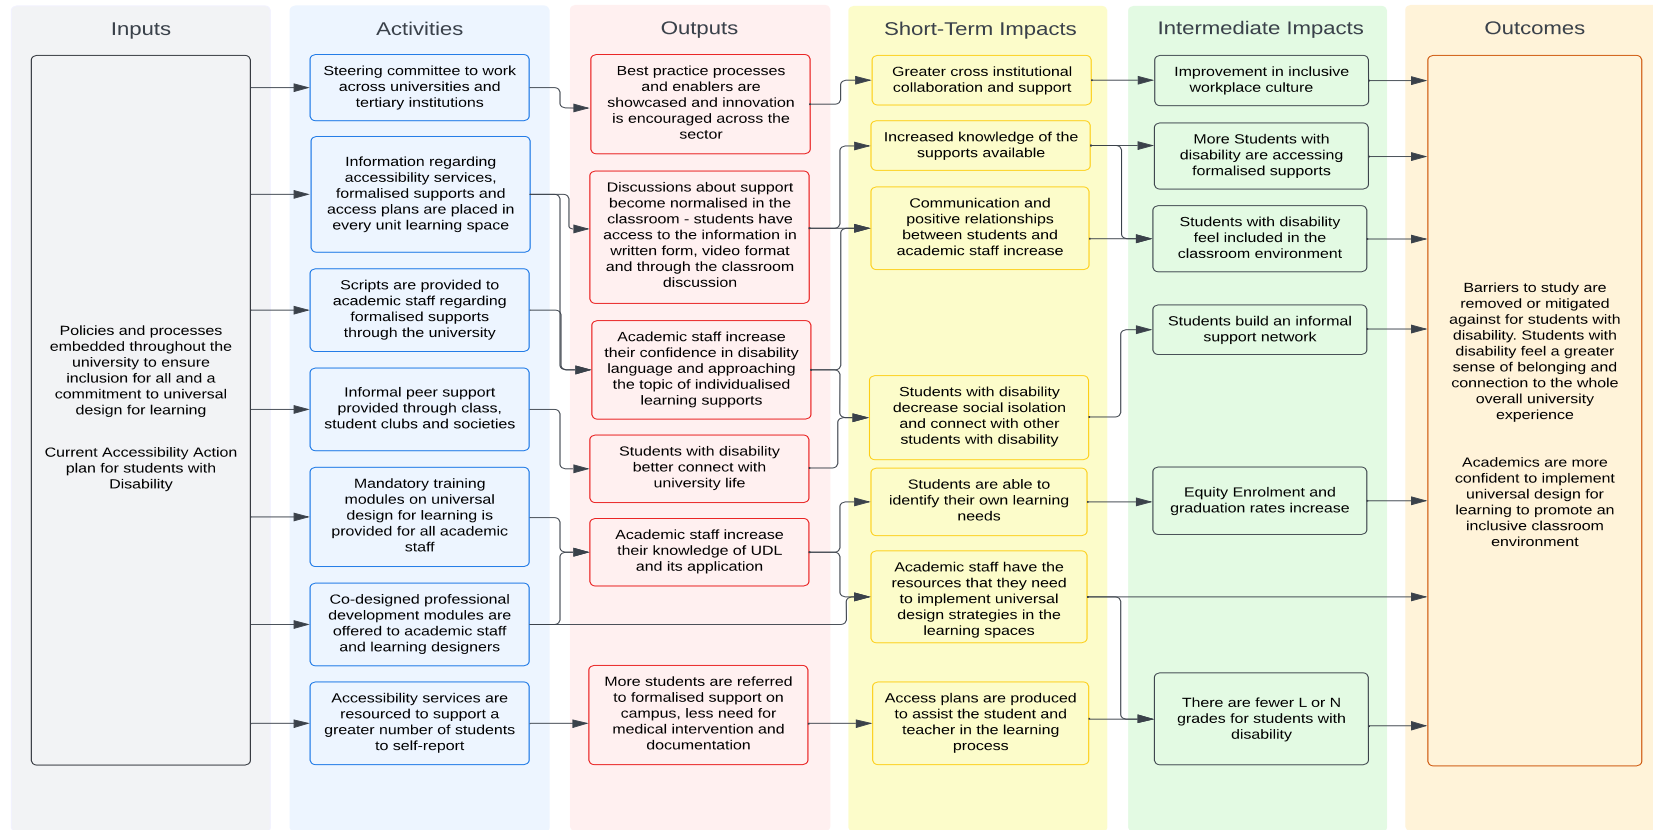 Inputs
Policies and processes
embedded throughout the
university to ensure
inclusion for all and a
commitment to universal
design for learning
Current Accessibility Action
plan for students with
Disability
Activities
Steering committee to work
across universities and
tertiary institutions
Information regarding
accessibility services,
formalised supports and
access plans are placed in
every unit learning space
Scripts are provided to
academic staff regarding
formalised supports
through the university
Informal peer support
provided through class,
student clubs and societies
Mandatory training
modules on universal
design for learning is
provided for all academic
staff
Co-designed professional
development modules are
offered to academic staff
and learning designers
Accessibility services are
resourced to support a
greater number of students
to self-report
Outputs
Best practice processes
and enablers are
showcased and innovation
is encouraged across the
sector
Discussions about support
become normalised in the
classroom - students have
access to the information in
written form, video format
and through the classroom
discussion
Academic staff increase
their confidence in disability
language and approaching
the topic of individualised
learning supports
Students with disability
better connect with
university life
Academic staff increase
their knowledge of UDL
and its application
More students are referred
to formalised support on
campus, less need for
medical intervention and
documentation
Short-Term Impacts
Greater cross institutional
collaboration and support
Increased knowledge of the
supports available
Communication and
positive relationships
between students and
academic staff increase
Students with disability
decrease social isolation
and connect with other
students with disability
Students are able to
identify their own learning
needs
Academic staff have the
resources that they need
to implement universal
design strategies in the
learning spaces
Access plans are produced
to assist the student and
teacher in the learning
process
Intermediate Impacts
Improvement in inclusive
workplace culture
More Students with
disability are accessing
formalised supports
Students with disability
feel included in the
classroom environment
Students build an informal
support network
Equity Enrolment and
graduation rates increase
There are fewer L or N
grades for students with
disability
Outcomes
Barriers to study are
removed or mitigated
against for students with
disability. Students with
disability feel a greater
sense of belonging and
connection to the whole
overall university
experience
Academics are more
confident to implement
universal design for
learning to promote an
inclusive classroom
environment